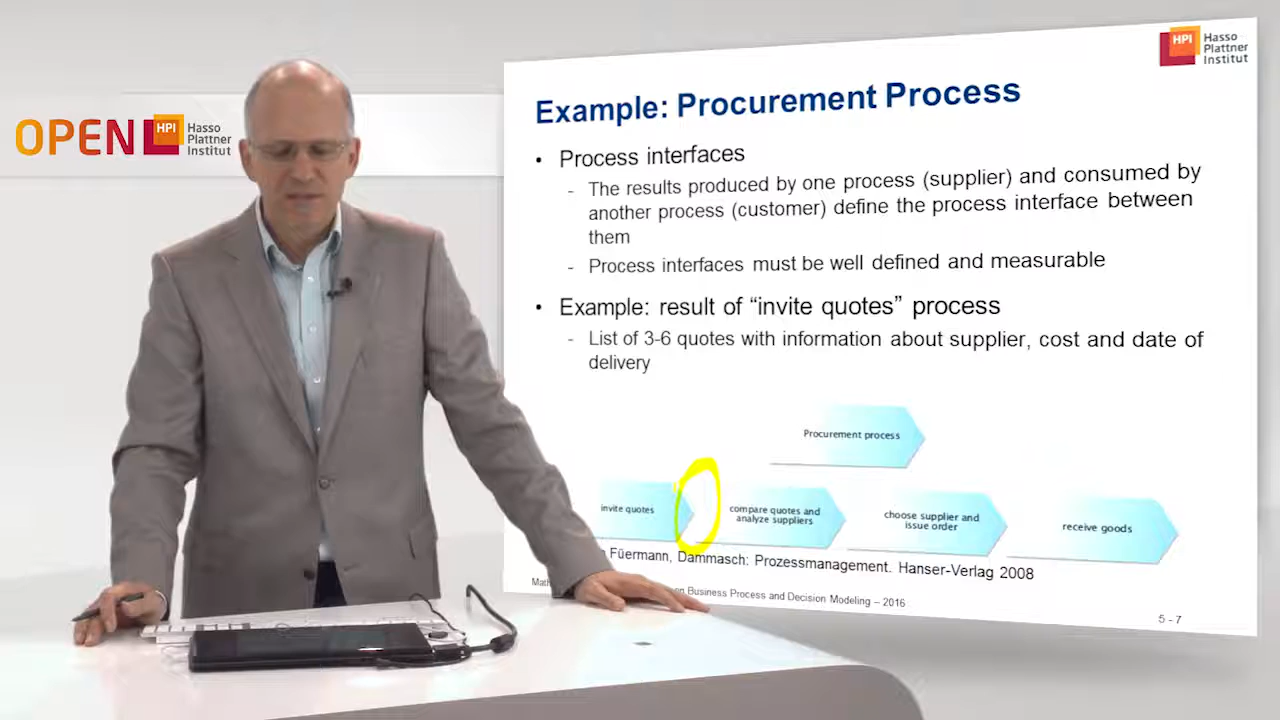 OPEN HPI Hasso
Plattner
Institut
HPI Hasso
Plattner
Institut
Example: Procurement Process
• Process interfaces
- The results produced by one process (supplier) and consumed by
another process (customer) define the process interface between
them
- Process interfaces must be well defined and measurable
• Example: result of “invite quotes” process
- List of 3-6 quotes with information about supplier, cost and date of
delivery
Procurement process
invite quotes
compare quotes and
analyze suppliers
choose supplier and
issue order
receive goods
Füermann, Dammasch: Prozessmanagement. Hanser-Verlag 2008
Business Process and Decision Modeling – 2016
5 - 7